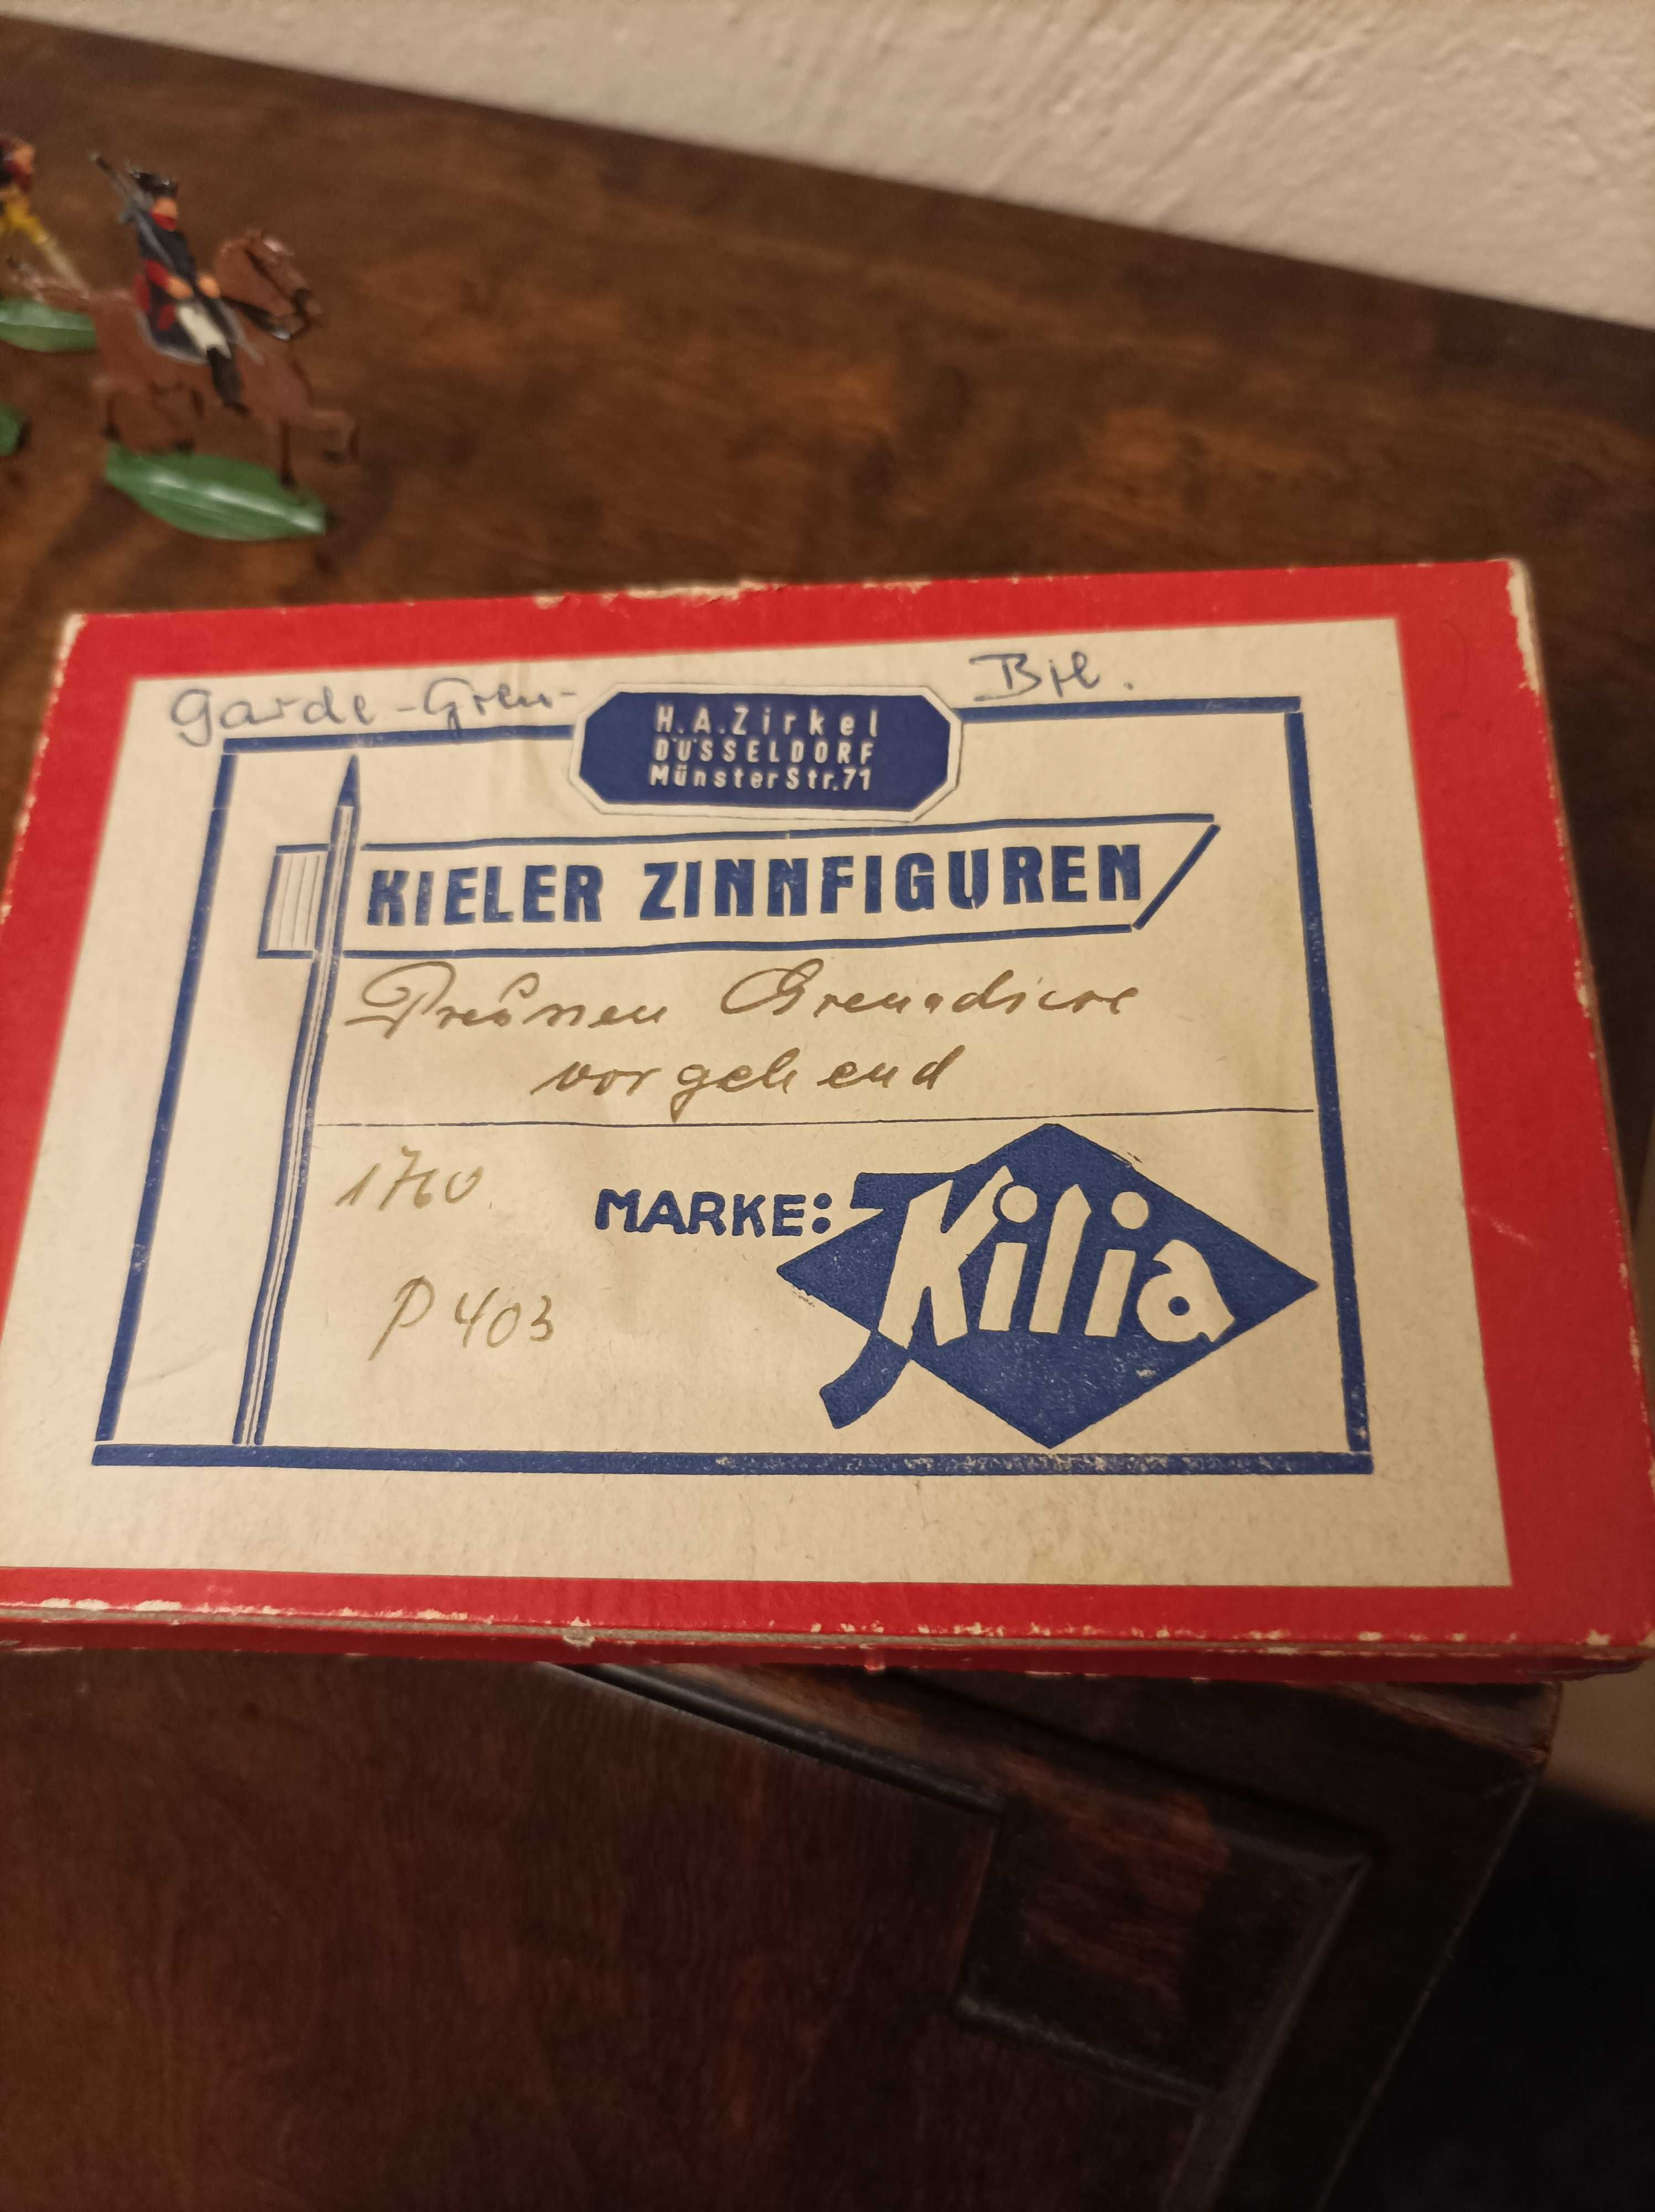 Garde-Gren- Btl.
H.A.Zirkel
DÜSSELDORF
Münster Str.71
KIELER ZINNFIGUREN
Preußen Grenadiere
vorgehend
1760
MARKE: Kilia
P 403